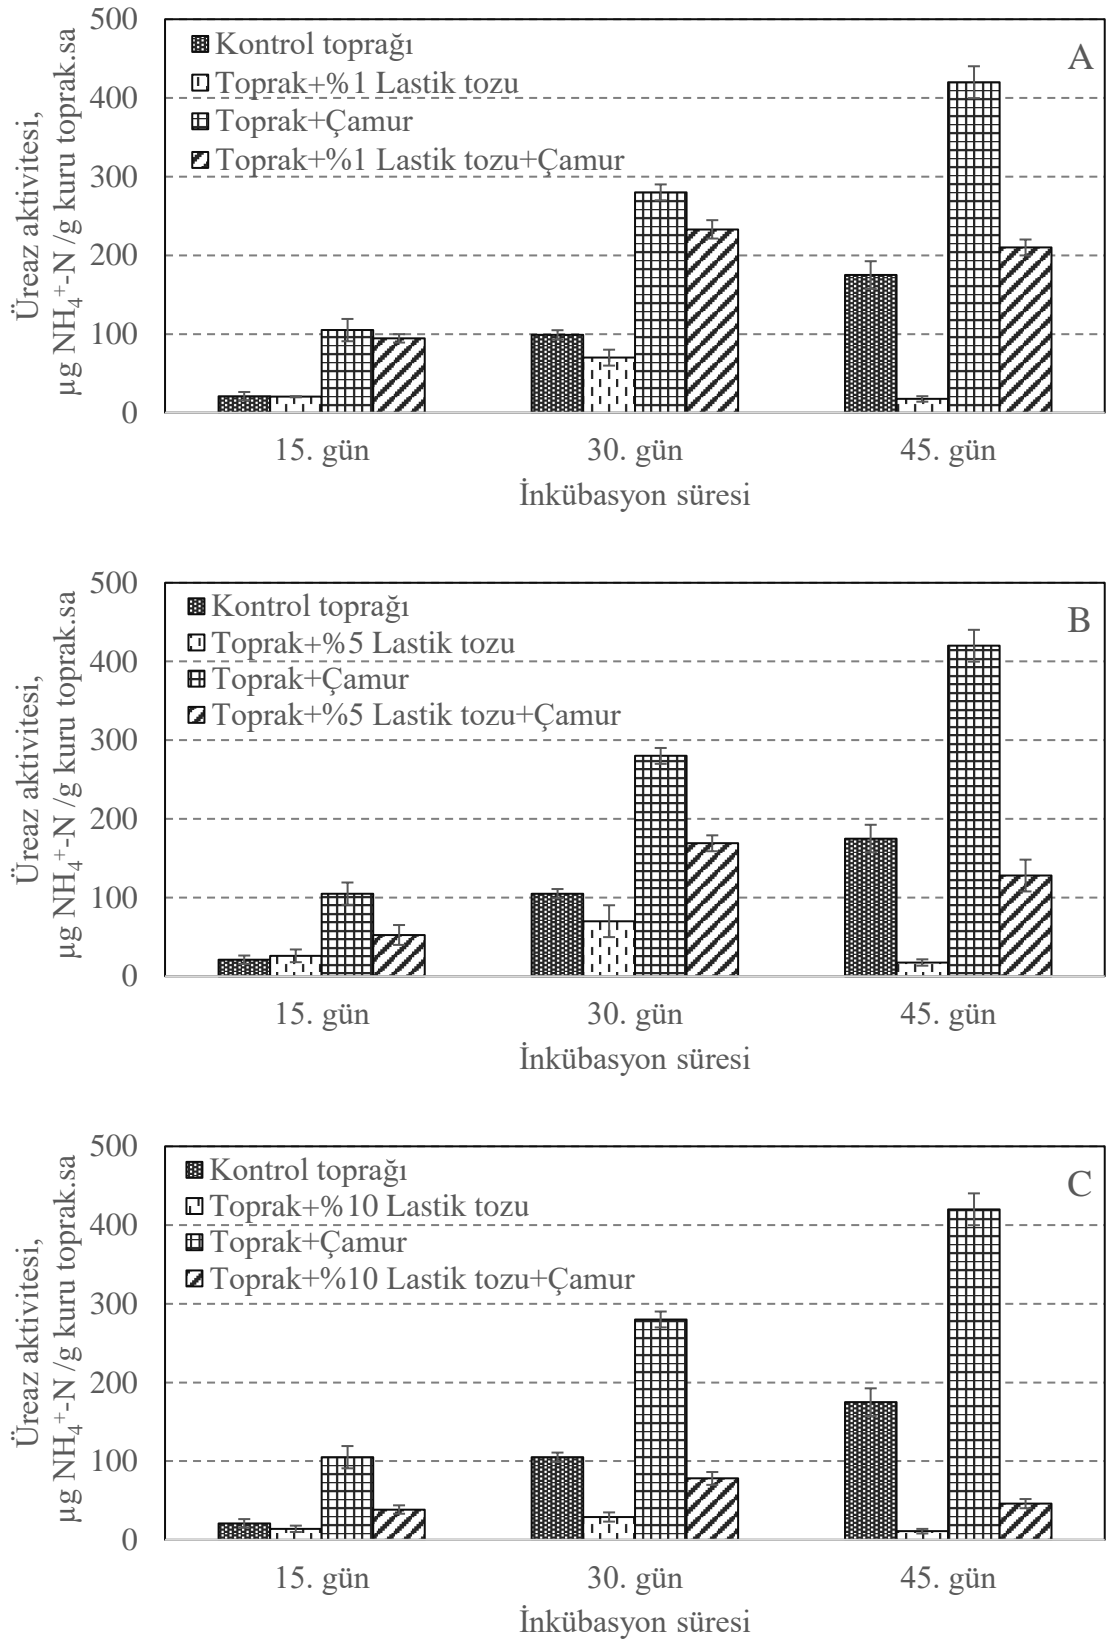 Üreaz aktivitesi,
µg NH₄⁺-N /g kuru toprak.sa
500
400
300
200
100
0
Kontrol toprağı
Toprak+%1 Lastik tozu
Toprak+Çamur
Toprak+%1 Lastik tozu+Çamur
A
15. gün 30. gün 45. gün
İnkübasyon süresi
Üreaz aktivitesi,
µg NH₄⁺-N /g kuru toprak.sa
500
400
300
200
100
0
Kontrol toprağı
Toprak+%5 Lastik tozu
Toprak+Çamur
Toprak+%5 Lastik tozu+Çamur
B
15. gün 30. gün 45. gün
İnkübasyon süresi
Üreaz aktivitesi,
µg NH₄⁺-N /g kuru toprak.sa
500
400
300
200
100
0
Kontrol toprağı
Toprak+%10 Lastik tozu
Toprak+Çamur
Toprak+%10 Lastik tozu+Çamur
C
15. gün 30. gün 45. gün
İnkübasyon süresi